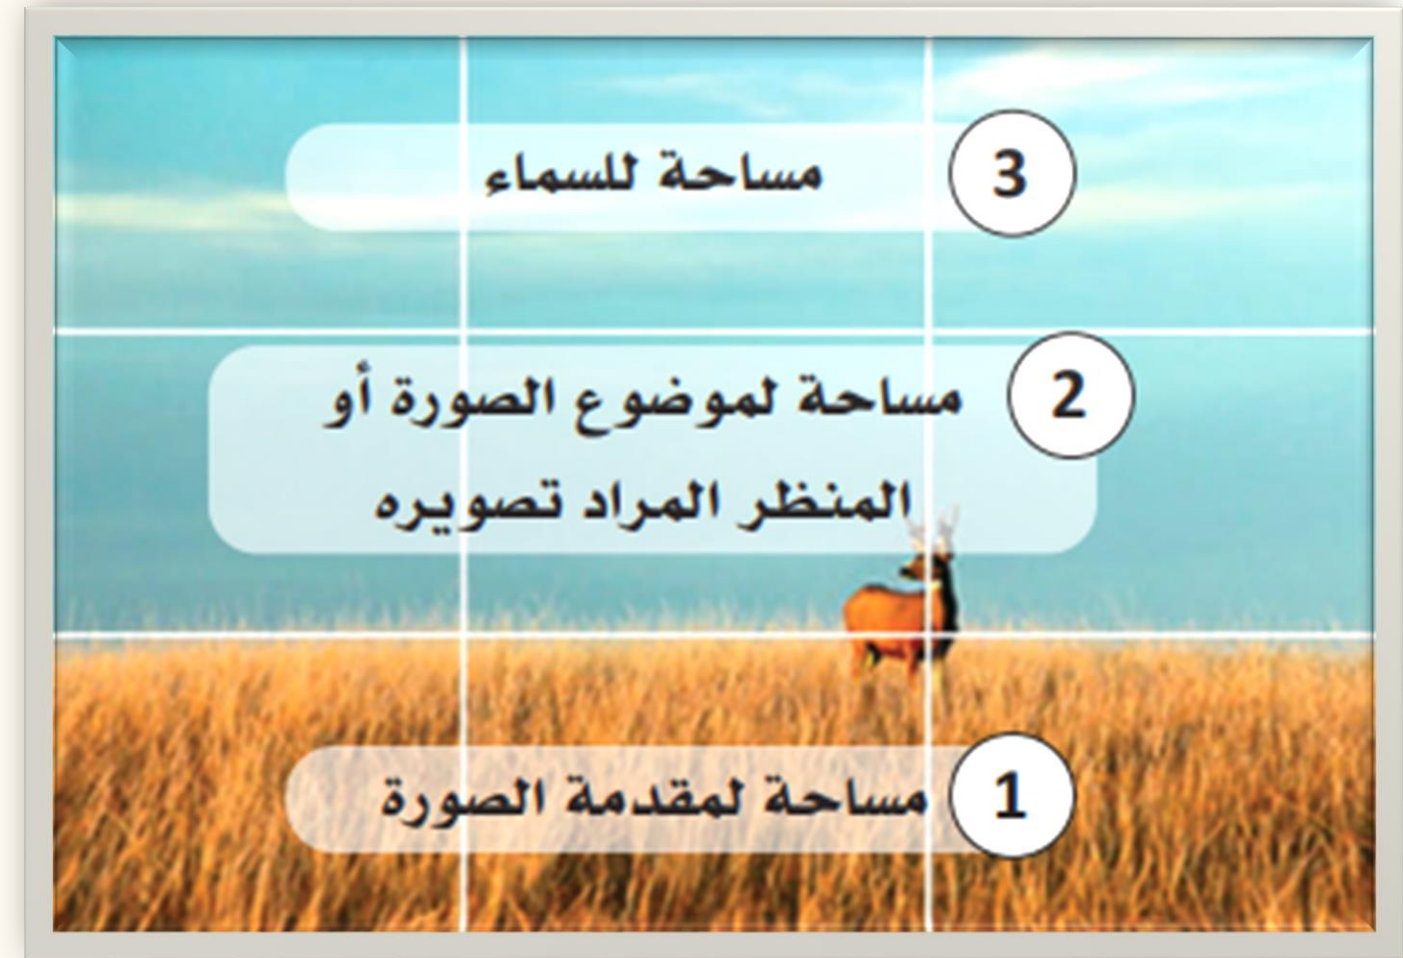 3 مساحة للسماء
2 مساحة لموضوع الصورة أو
المنظر المراد تصويره
1 مساحة لمقدمة الصورة